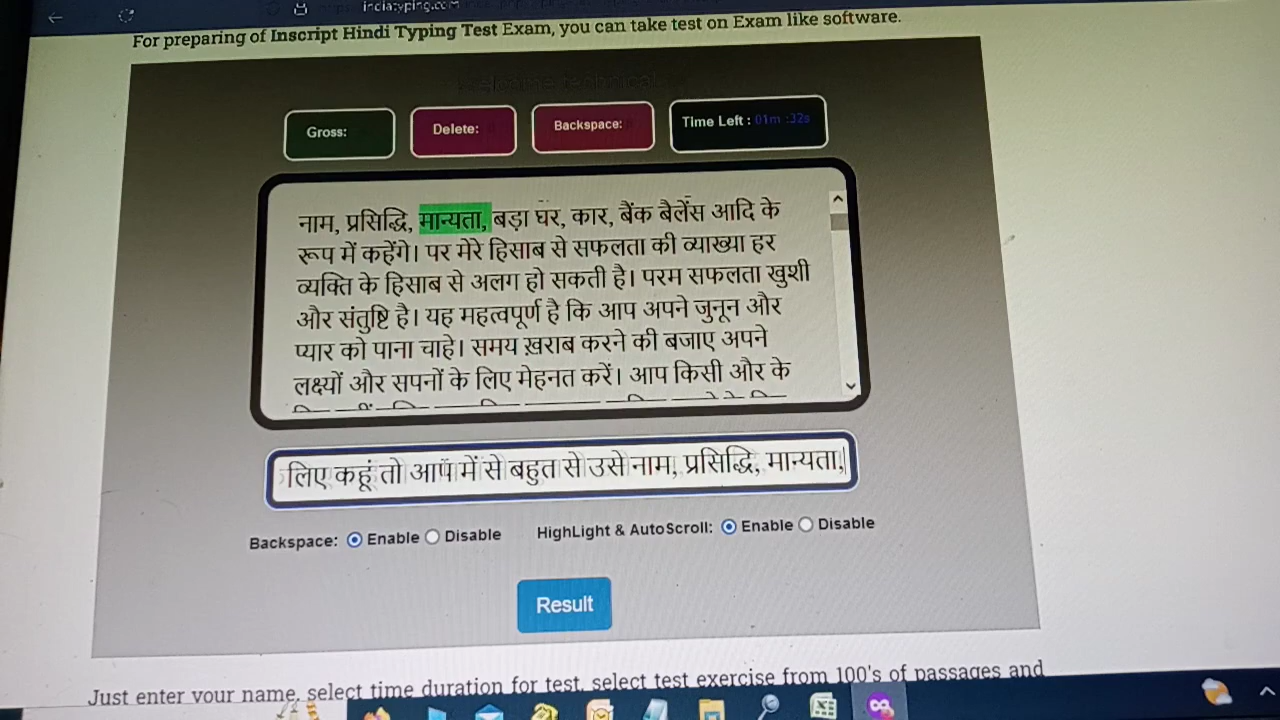 For preparing of Inscript Hindi Typing Test Exam, you can take test on Exam like software.
Gross:
Delete:
Backspace:
Time Left : 01m :32s
नाम, प्रसिद्धि, मान्यता, बड़ा घर, कार, बैंक बैलेंस आदि के
रूप में कहेंगे। पर मेरे हिसाब से सफलता की व्याख्या हर
व्यक्ति के हिसाब से अलग हो सकती है। परम सफलता खुशी
और संतुष्टि है। यह महत्वपूर्ण है कि आप अपने जुनून और
प्यार को पाना चाहे। समय ख़राब करने की बजाए अपने
लक्ष्यों और सपनों के लिए मेहनत करें। आप किसी और के
लिए कहूं तो आप में से बहुत से उसे नाम, प्रसिद्धि, मान्यता,
Backspace: Enable Disable HighLight & AutoScroll: Enable Disable
Result
Just enter your name, select time duration for test, select test exercise from 100's of passages and